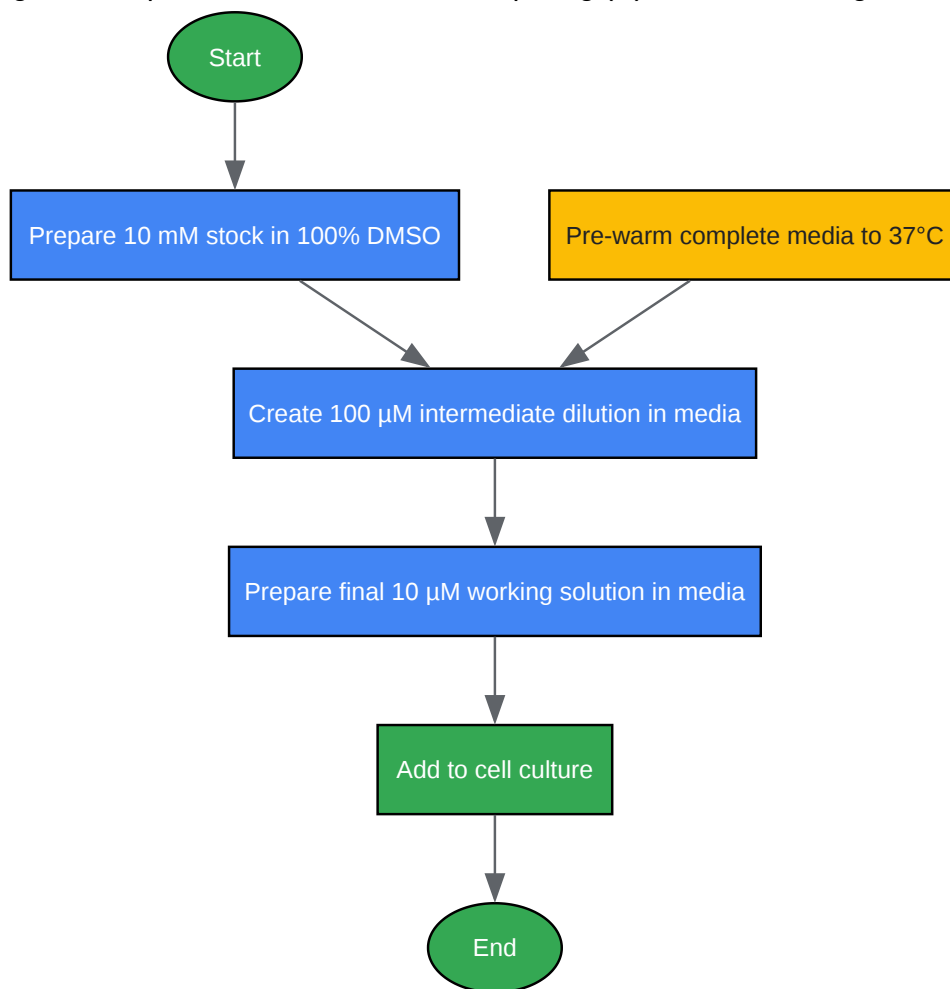 Start
Prepare 10 mM stock in 100% DMSO
Pre-warm complete media to 37°C
Create 100 µM intermediate dilution in media
Prepare final 10 µM working solution in media
Add to cell culture
End